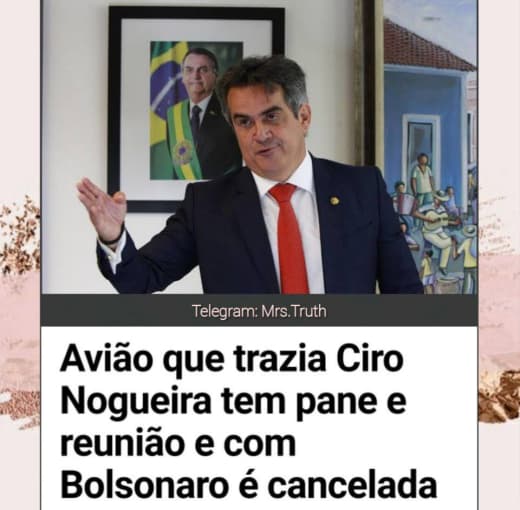 Telegram: Mrs.Truth
Avião que trazia Ciro
Nogueira tem pane e
reunião e com
Bolsonaro é cancelada